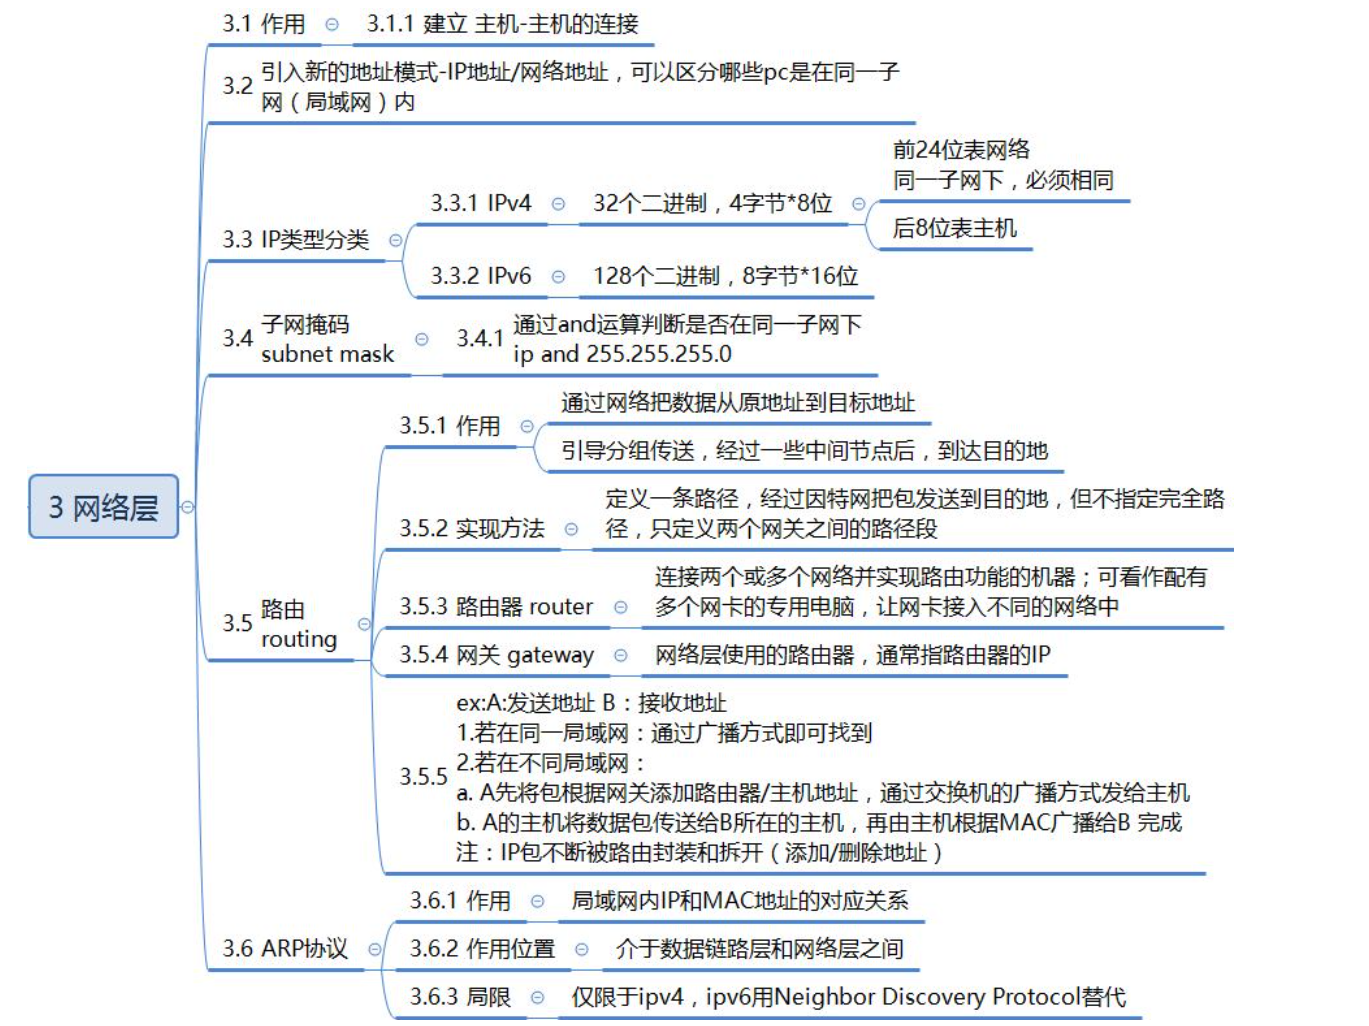 3 网络层
3.1 作用
3.1.1 建立 主机-主机的连接
3.2
引入新的地址模式-IP地址/网络地址，可以区分哪些pc是在同一子
网（局域网）内
3.3 IP类型分类
3.3.1 IPv4
32个二进制，4字节*8位
前24位表网络
同一子网下，必须相同
后8位表主机
3.3.2 IPv6
128个二进制，8字节*16位
3.4
子网掩码
subnet mask
3.4.1
通过and运算判断是否在同一子网下
ip and 255.255.255.0
3.5
路由
routing
3.5.1 作用
通过网络把数据从原地址到目标地址
引导分组传送，经过一些中间节点后，到达目的地
3.5.2 实现方法
定义一条路径，经过因特网把包发送到目的地，但不指定完全路
径，只定义两个网关之间的路径段
3.5.3 路由器 router
连接两个或多个网络并实现路由功能的机器；可看作配有
多个网卡的专用电脑，让网卡接入不同的网络中
3.5.4 网关 gateway
网络层使用的路由器，通常指路由器的IP
3.5.5
ex:A:发送地址 B：接收地址
1.若在同一局域网：通过广播方式即可找到
2.若在不同局域网：
a. A先将包根据网关添加路由器/主机地址，通过交换机的广播方式发给主机
b. A的主机将数据包传送给B所在的主机，再由主机根据MAC广播给B 完成
注：IP包不断被路由封装和拆开（添加/删除地址）
3.6 ARP协议
3.6.1 作用
局域网内IP和MAC地址的对应关系
3.6.2 作用位置
介于数据链路层和网络层之间
3.6.3 局限
仅限于ipv4，ipv6用Neighbor Discovery Protocol替代